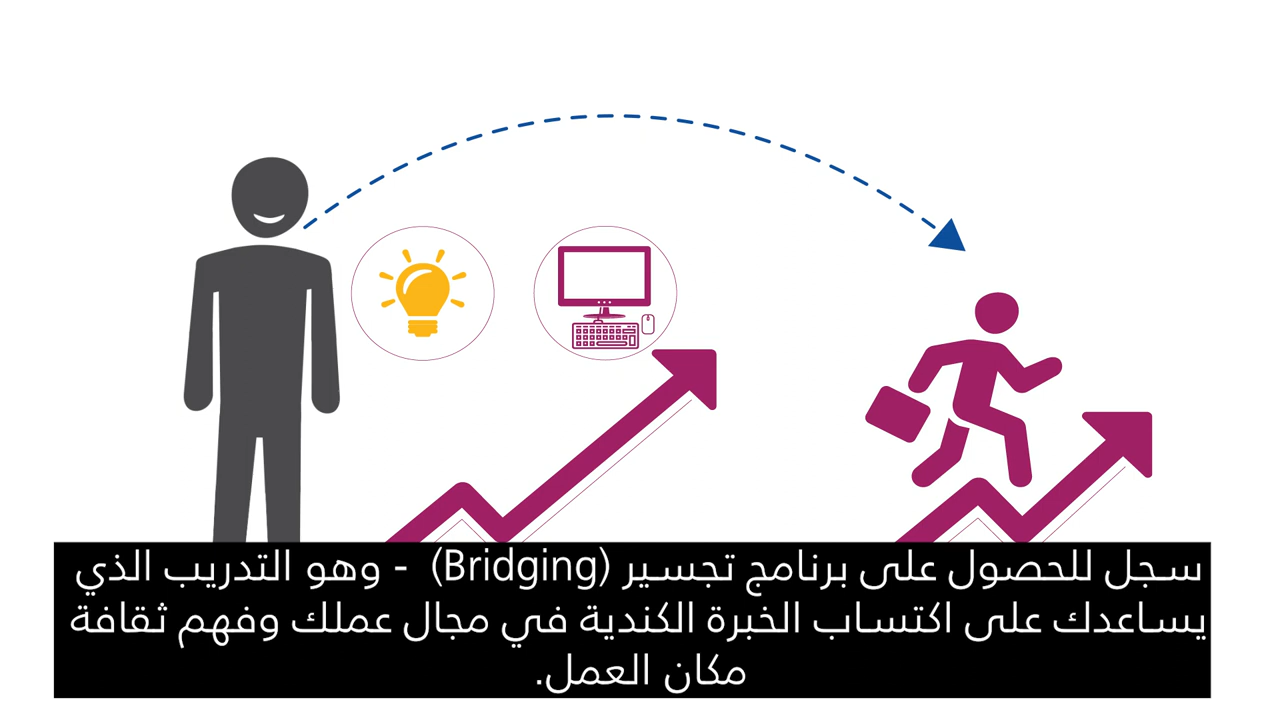 سجل للحصول على برنامج تجسير (Bridging) - وهو التدريب الذي
يساعدك على اكتساب الخبرة الكندية في مجال عملك وفهم ثقافة
مكان العمل.